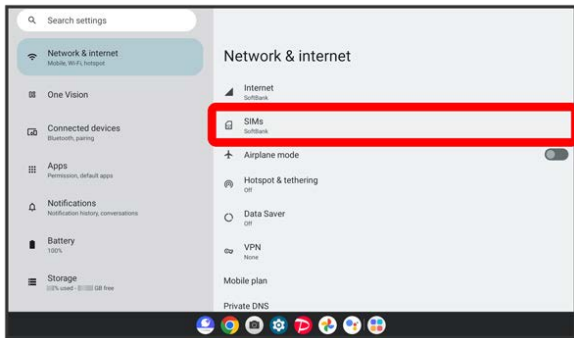 Search settings
Network & internet
Mobile, Wi-Fi, hotspot
One Vision
Connected devices
Bluetooth, pairing
Apps
Permission, default apps
Notifications
Notification history, conversations
Battery
100%
Storage
% used - GB free
Network & internet
Internet
SoftBank
SIMs
SoftBank
Airplane mode
Hotspot & tethering
Off
Data Saver
Off
VPN
None
Mobile plan
Private DNS